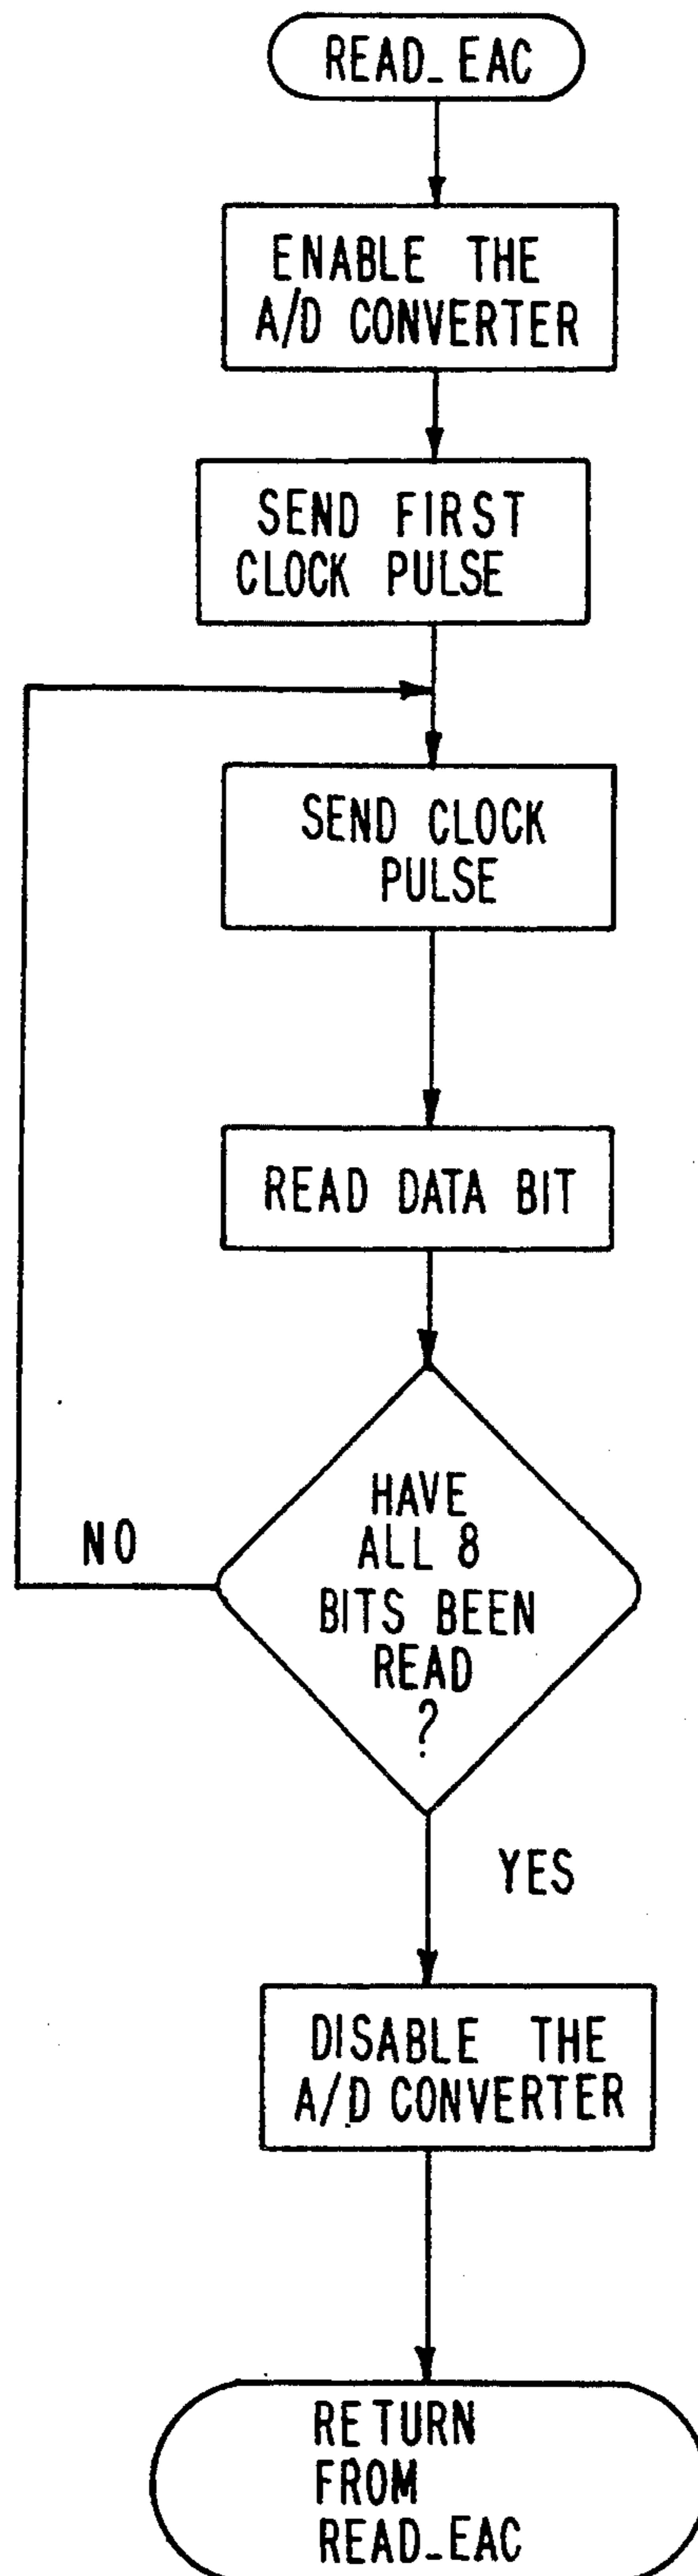 READ_EAC
ENABLE THE
A/D CONVERTER
SEND FIRST
CLOCK PULSE
SEND CLOCK
PULSE
READ DATA BIT
HAVE
ALL 8
BITS BEEN
READ
?
NO
YES
DISABLE THE
A/D CONVERTER
RETURN
FROM
READ_EAC